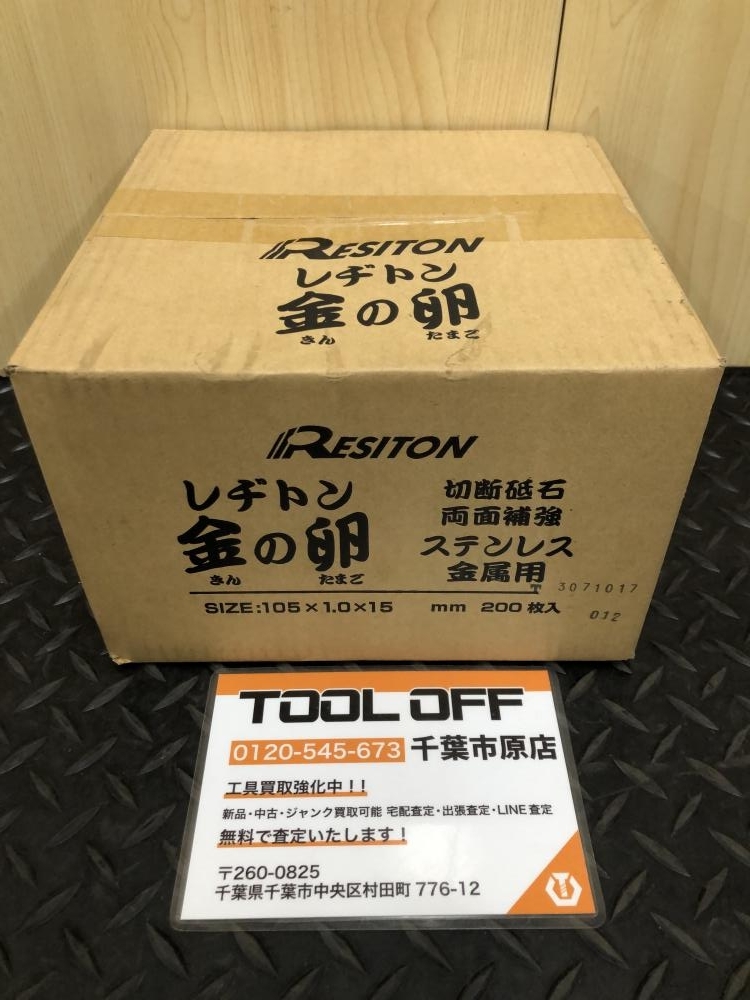 RESITON
レヂトン
金の卵
きん たまご
RESITON
レヂトン
金の卵
きん たまご
切断砥石
両面補強
ステンレス
金属用
T 3071017
SIZE:105×1.0×15 mm 200枚入
012
TOOL OFF
0120-545-673 千葉市原店
工具買取強化中!!
新品・中古・ジャンク買取可能 宅配査定・出張査定・LINE査定
無料で査定いたします!
〒260-0825
千葉県千葉市中央区村田町776-12